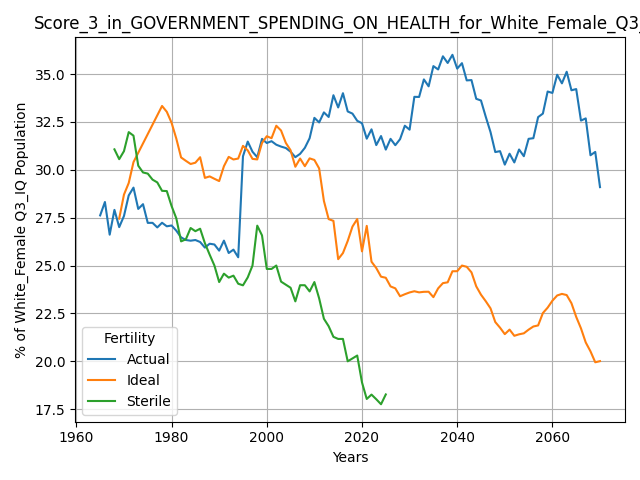 Score_3_in_GOVERNMENT_SPENDING_ON_HEALTH_for_White_Female_Q3_
% of White_Female Q3_IQ Population
35.0
32.5
30.0
27.5
25.0
22.5
20.0
17.5
Fertility
Actual
Ideal
Sterile
1960 1980 2000 2020 2040 2060
Years